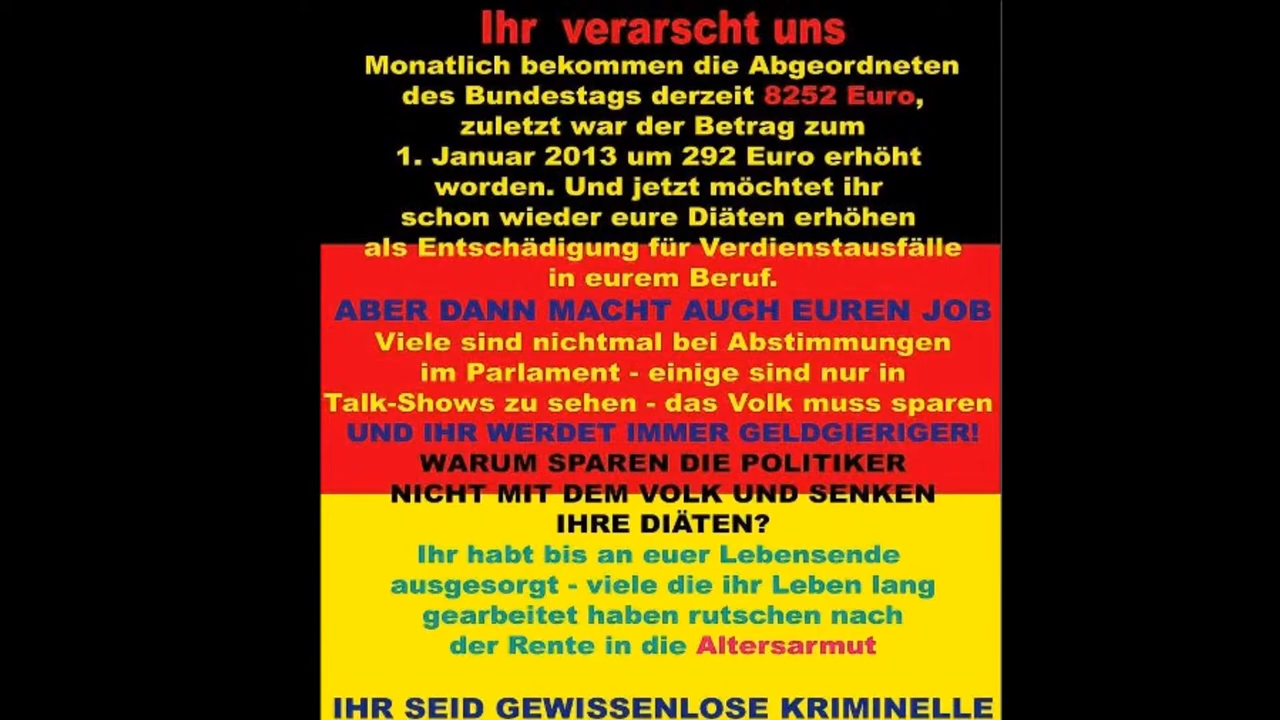 Ihr verarscht uns
Monatlich bekommen die Abgeordneten
des Bundestags derzeit 8252 Euro,
zuletzt war der Betrag zum
1. Januar 2013 um 292 Euro erhöht
worden. Und jetzt möchtet ihr
schon wieder eure Diäten erhöhen
als Entschädigung für Verdienstausfälle
in eurem Beruf.
ABER DANN MACHT AUCH EUREN JOB
Viele sind nichtmal bei Abstimmungen
im Parlament - einige sind nur in
Talk-Shows zu sehen - das Volk muss sparen
UND IHR WERDET IMMER GELDGIERIGER!
WARUM SPAREN DIE POLITIKER
NICHT MIT DEM VOLK UND SENKEN
IHRE DIÄTEN?
Ihr habt bis an euer Lebensende
ausgesorgt - viele die ihr Leben lang
gearbeitet haben rutschen nach
der Rente in die Altersarmut
IHR SEID GEWISSENLOSE KRIMINELLE